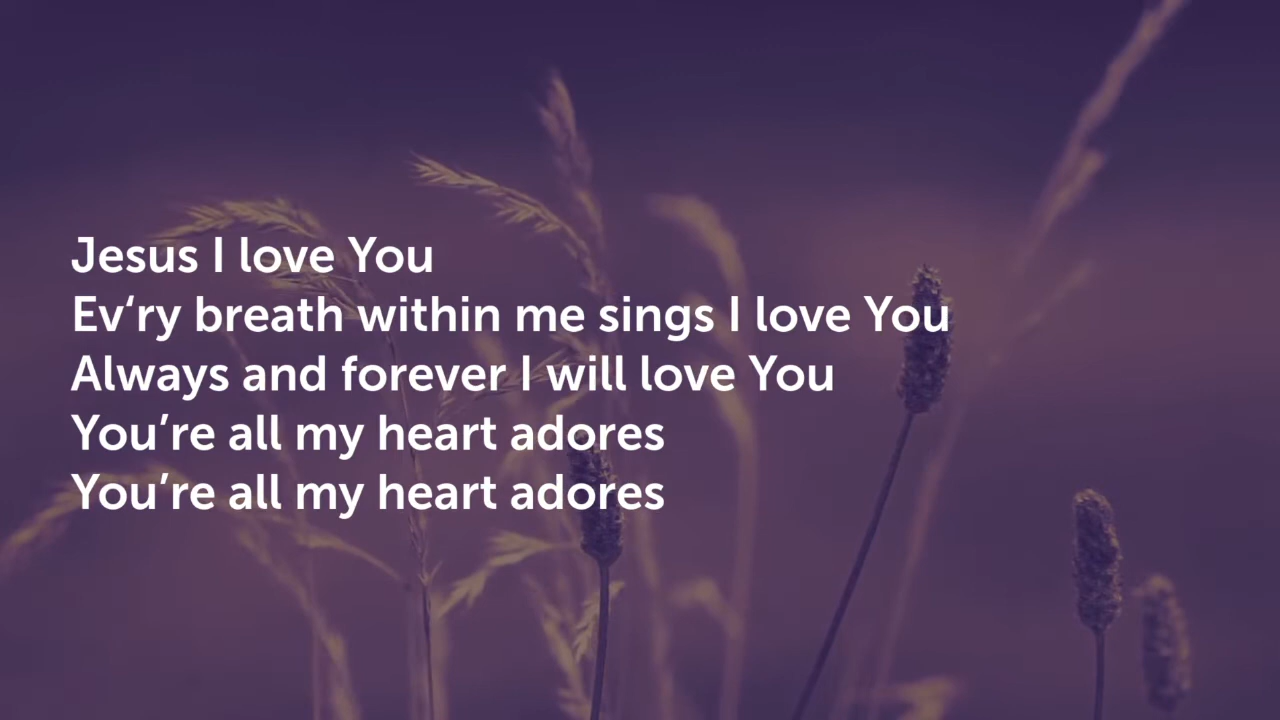 Jesus I love You
Ev‘ry breath within me sings I love You
Always and forever I will love You
You’re all my heart adores
You’re all my heart adores